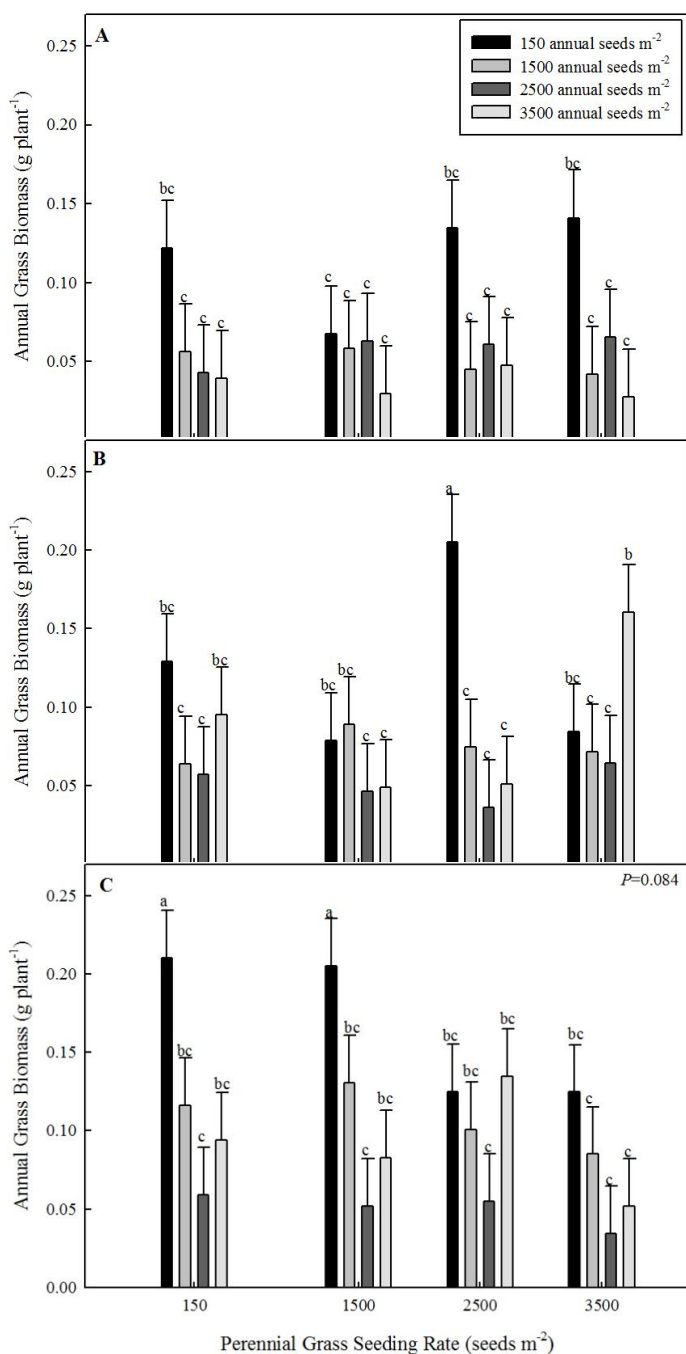 A
150 annual seeds m-2
1500 annual seeds m-2
2500 annual seeds m-2
3500 annual seeds m-2
0.25
0.20
0.15
0.10
0.05
Annual Grass Biomass (g plant-1)
bc c c c
c c c c
bc c c c
bc c c c
B
0.25
0.20
0.15
0.10
0.05
Annual Grass Biomass (g plant-1)
bc c c bc
bc bc c c
a c c c
bc c c b
C
P=0.084
0.25
0.20
0.15
0.10
0.05
0.00
Annual Grass Biomass (g plant-1)
a bc c bc
a bc c bc
bc bc c bc
bc c c c
150 1500 2500 3500
Perennial Grass Seeding Rate (seeds m-2)